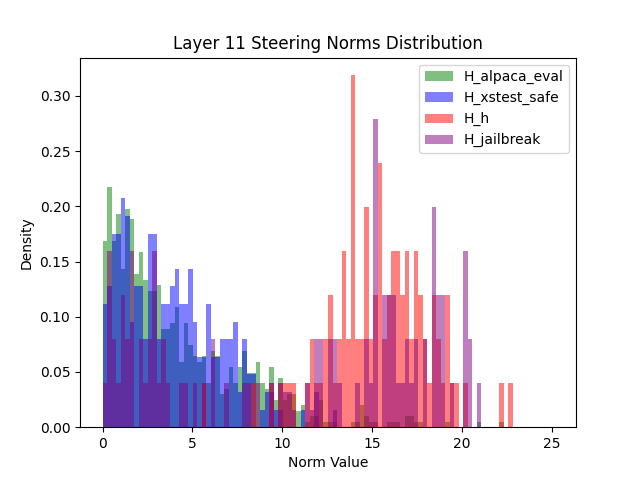 Layer 11 Steering Norms Distribution
H_alpaca_eval
H_xstest_safe
H_h
H_jailbreak
0.30
0.25
0.20
0.15
0.10
0.05
0.00
Density
0
5
10
15
20
25
Norm Value